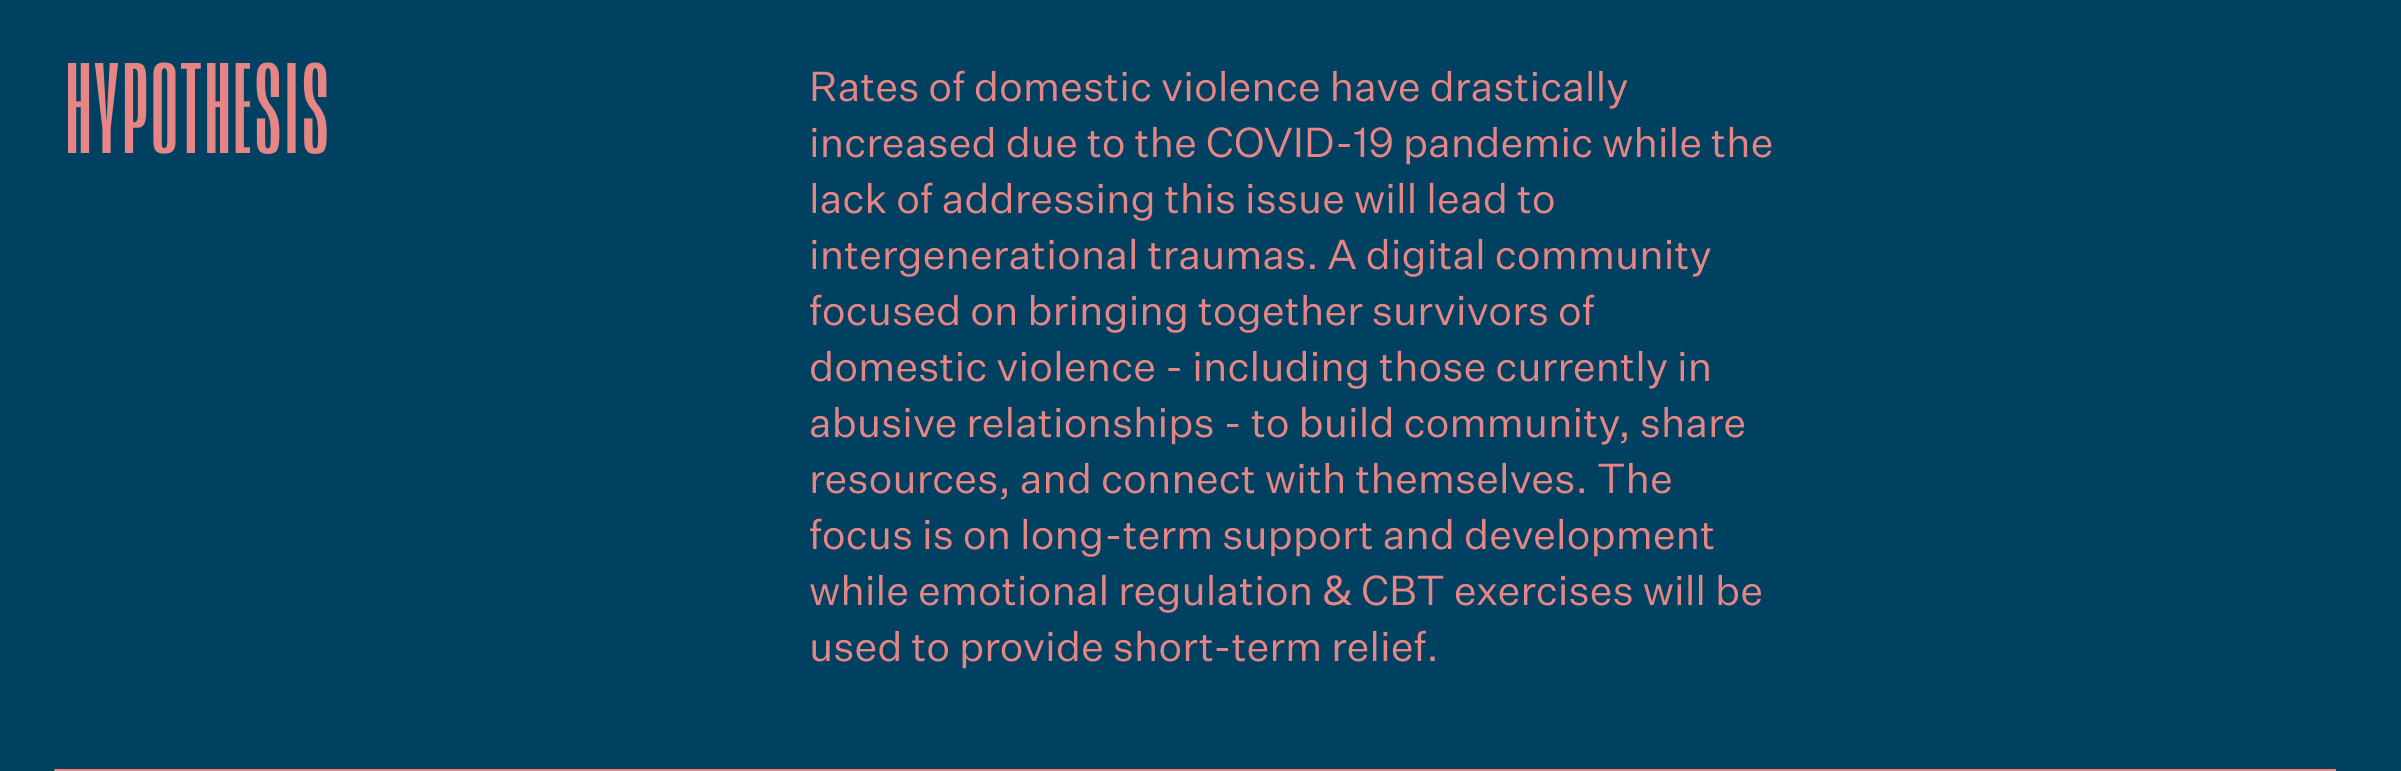 HYPOTHESIS
Rates of domestic violence have drastically
increased due to the COVID-19 pandemic while the
lack of addressing this issue will lead to
intergenerational traumas. A digital community
focused on bringing together survivors of
domestic violence - including those currently in
abusive relationships - to build community, share
resources, and connect with themselves. The
focus is on long-term support and development
while emotional regulation & CBT exercises will be
used to provide short-term relief.